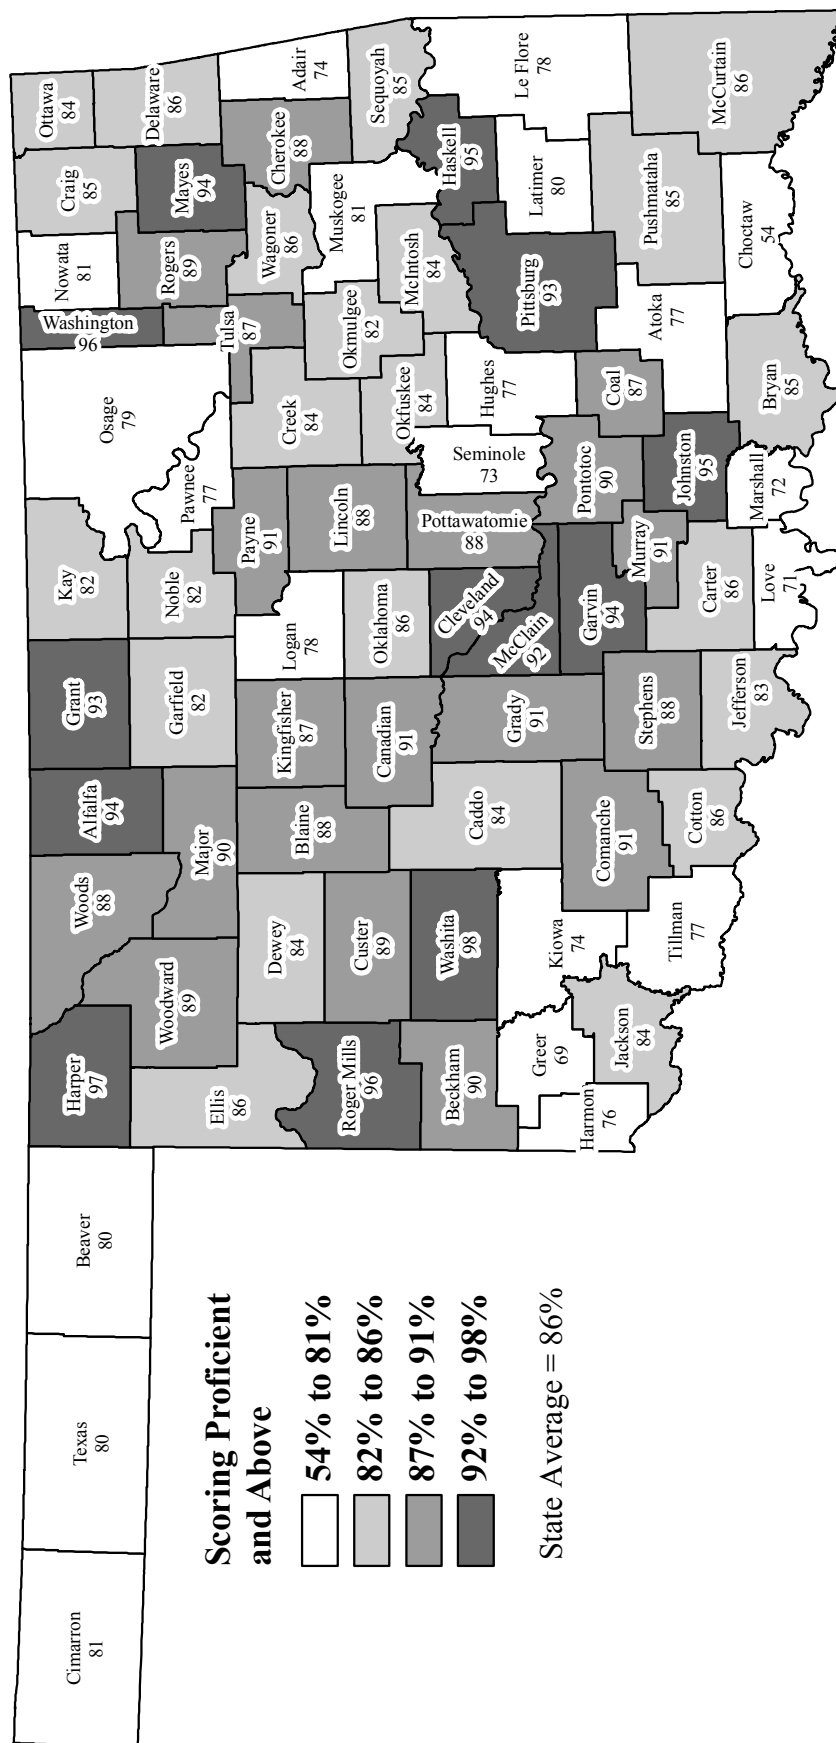 Cimarron
81
Texas
80
Beaver
80
Harper
97
Woods
88
Alfalfa
94
Grant
93
Kay
82
Osage
79
Washington
96
Nowata
81
Craig
85
Ottawa
84
Delaware
86
Mayes
94
Rogers
89
Woodward
89
Major
90
Garfield
82
Noble
82
Pawnee
77
Ellis
86
Dewey
84
Blaine
88
Kingfisher
87
Logan
78
Payne
91
Creek
84
Tulsa
87
Wagoner
86
Cherokee
88
Adair
74
Roger Mills
96
Custer
89
Canadian
91
Oklahoma
86
Lincoln
88
Okfuskee
84
Okmulgee
82
Muskogee
81
Sequoyah
85
McIntosh
84
Beckham
90
Washita
98
Caddo
84
Grady
91
Cleveland
94
McClain
92
Pottawatomie
88
Seminole
73
Hughes
77
Haskell
95
Pittsburg
93
Latimer
80
Le Flore
78
Greer
69
Kiowa
74
Comanche
91
Stephens
88
Garvin
94
Murray
91
Pontotoc
90
Coal
87
Atoka
77
Pushmataha
85
McCurtain
86
Harmon
76
Jackson
84
Tillman
77
Cotton
86
Jefferson
83
Carter
86
Johnston
95
Love
71
Marshall
72
Bryan
85
Choctaw
54
Scoring Proficient
and Above
54% to 81%
82% to 86%
87% to 91%
92% to 98%
State Average = 86%